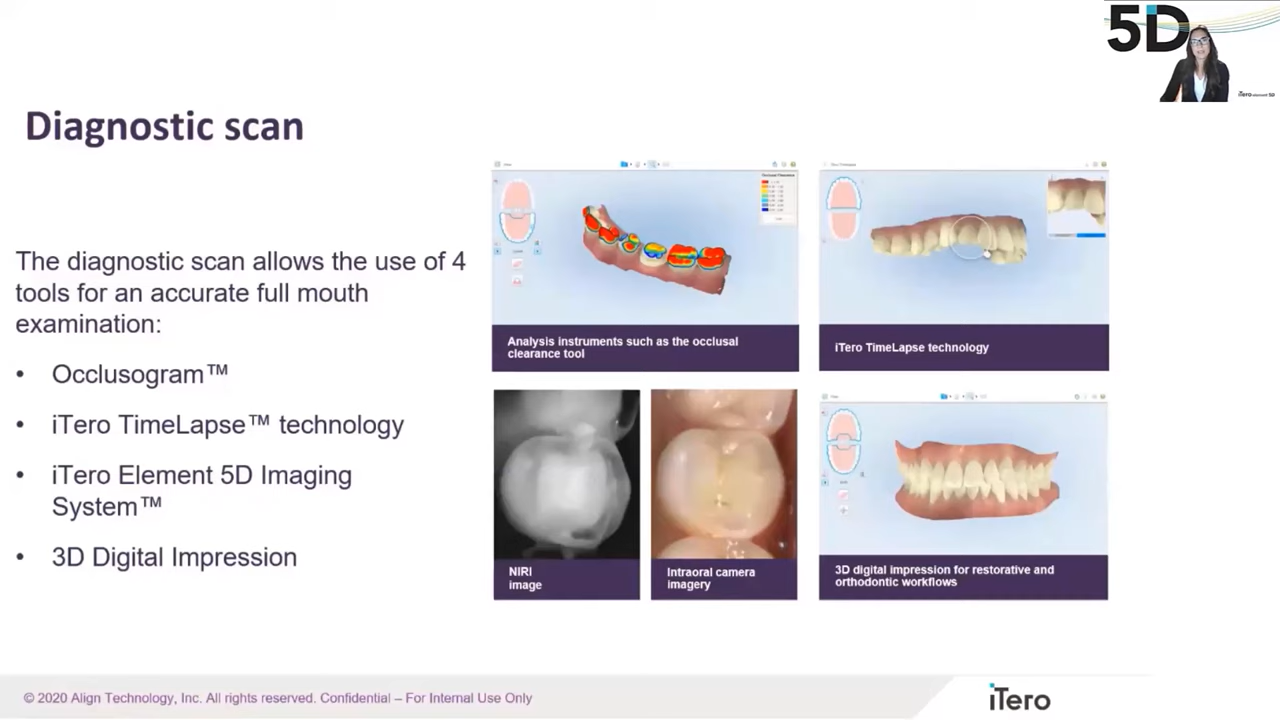 5D
iTero element 5D
Diagnostic scan
The diagnostic scan allows the use of 4
tools for an accurate full mouth
examination:
• Occlusogram™
• iTero TimeLapse™ technology
• iTero Element 5D Imaging
System™
• 3D Digital Impression
Analysis instruments such as the occlusal
clearance tool
iTero TimeLapse technology
NIRI
image
Intraoral camera
imagery
3D digital impression for restorative and
orthodontic workflows
© 2020 Align Technology, Inc. All rights reserved. Confidential – For Internal Use Only
iTero